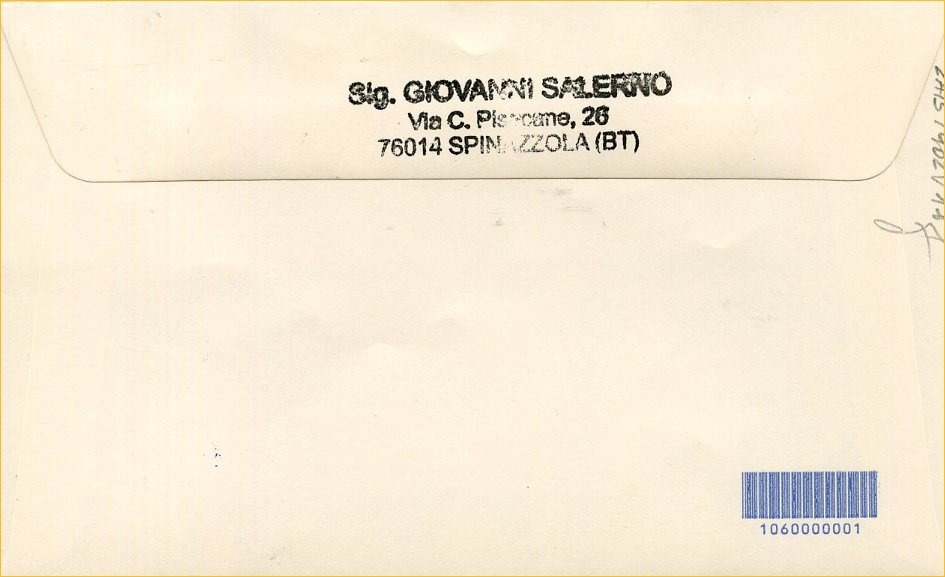 Sig. GIOVANNI SALERNO
Via C. Pisacane, 26
76014 SPINAZZOLA (BT)
1060000001